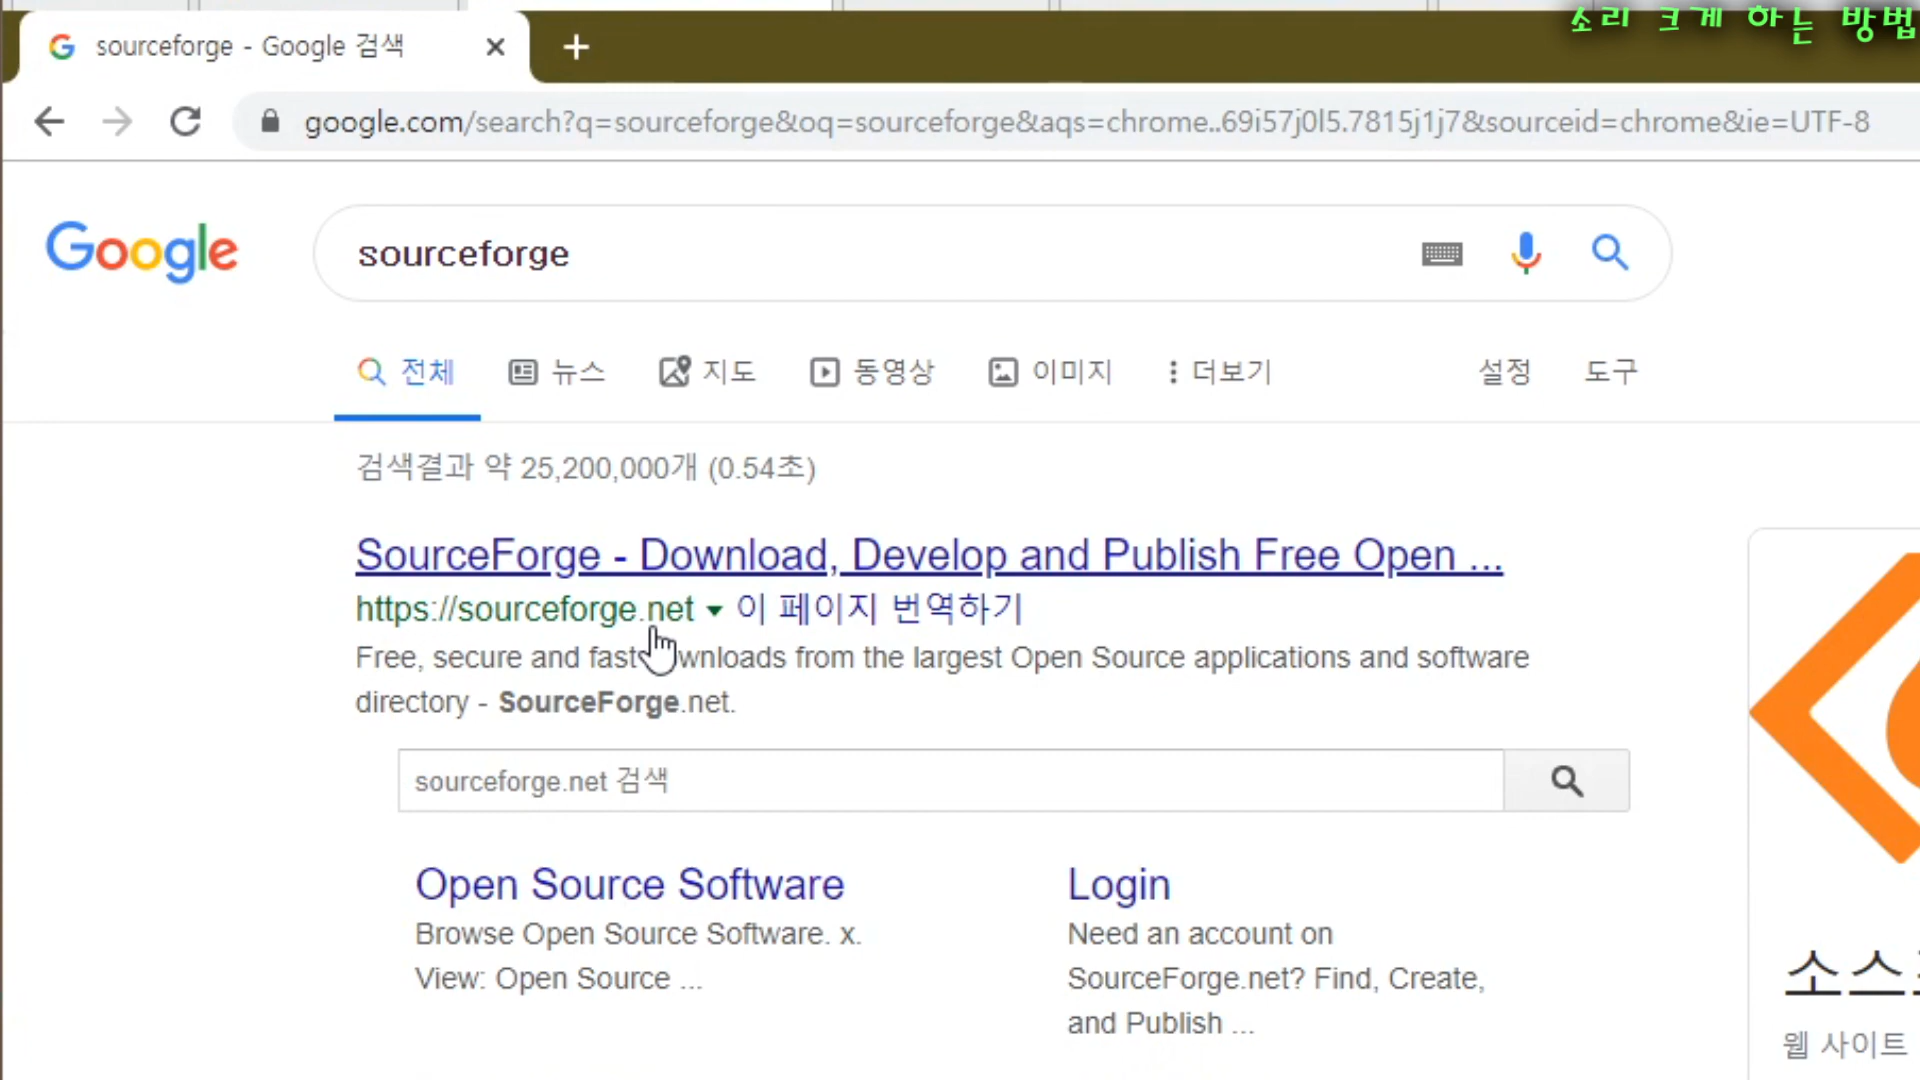 소리 크게 하는 방법
sourceforge - Google 검색
google.com/search?q=sourceforge&oq=sourceforge&aqs=chrome..69i57j0l5.7815j1j7&sourceid=chrome&ie=UTF-8
Google
sourceforge
전체 뉴스 지도 동영상 이미지 더보기 설정 도구
검색결과 약 25,200,000개 (0.54초)
SourceForge - Download, Develop and Publish Free Open ...
https://sourceforge.net 이 페이지 번역하기
Free, secure and fast wnloads from the largest Open Source applications and software
directory - SourceForge.net.
sourceforge.net 검색
Open Source Software
Browse Open Source Software. x.
View: Open Source ...
Login
Need an account on
SourceForge.net? Find, Create,
and Publish ...
소스
웹 사이트